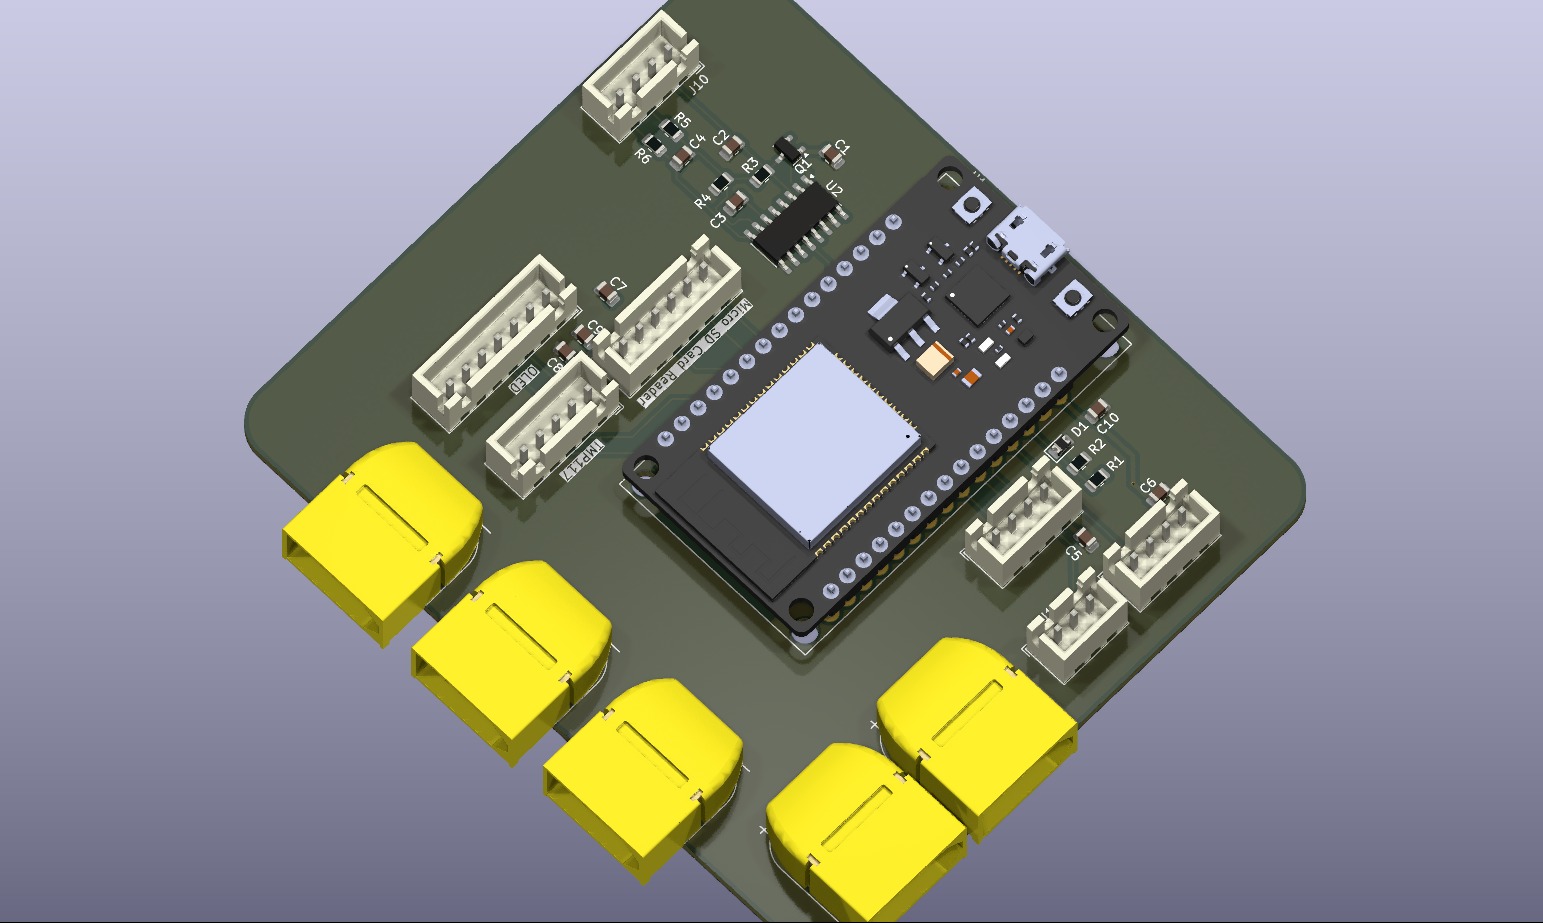 J10
R5
R6
C4
C2
R3
Q1
C1
U2
R4
C3
C7
C9
C8
OLED
Micro SD Card Reader
TMP117
D1
C10
R2
R1
C6
C5
+
+